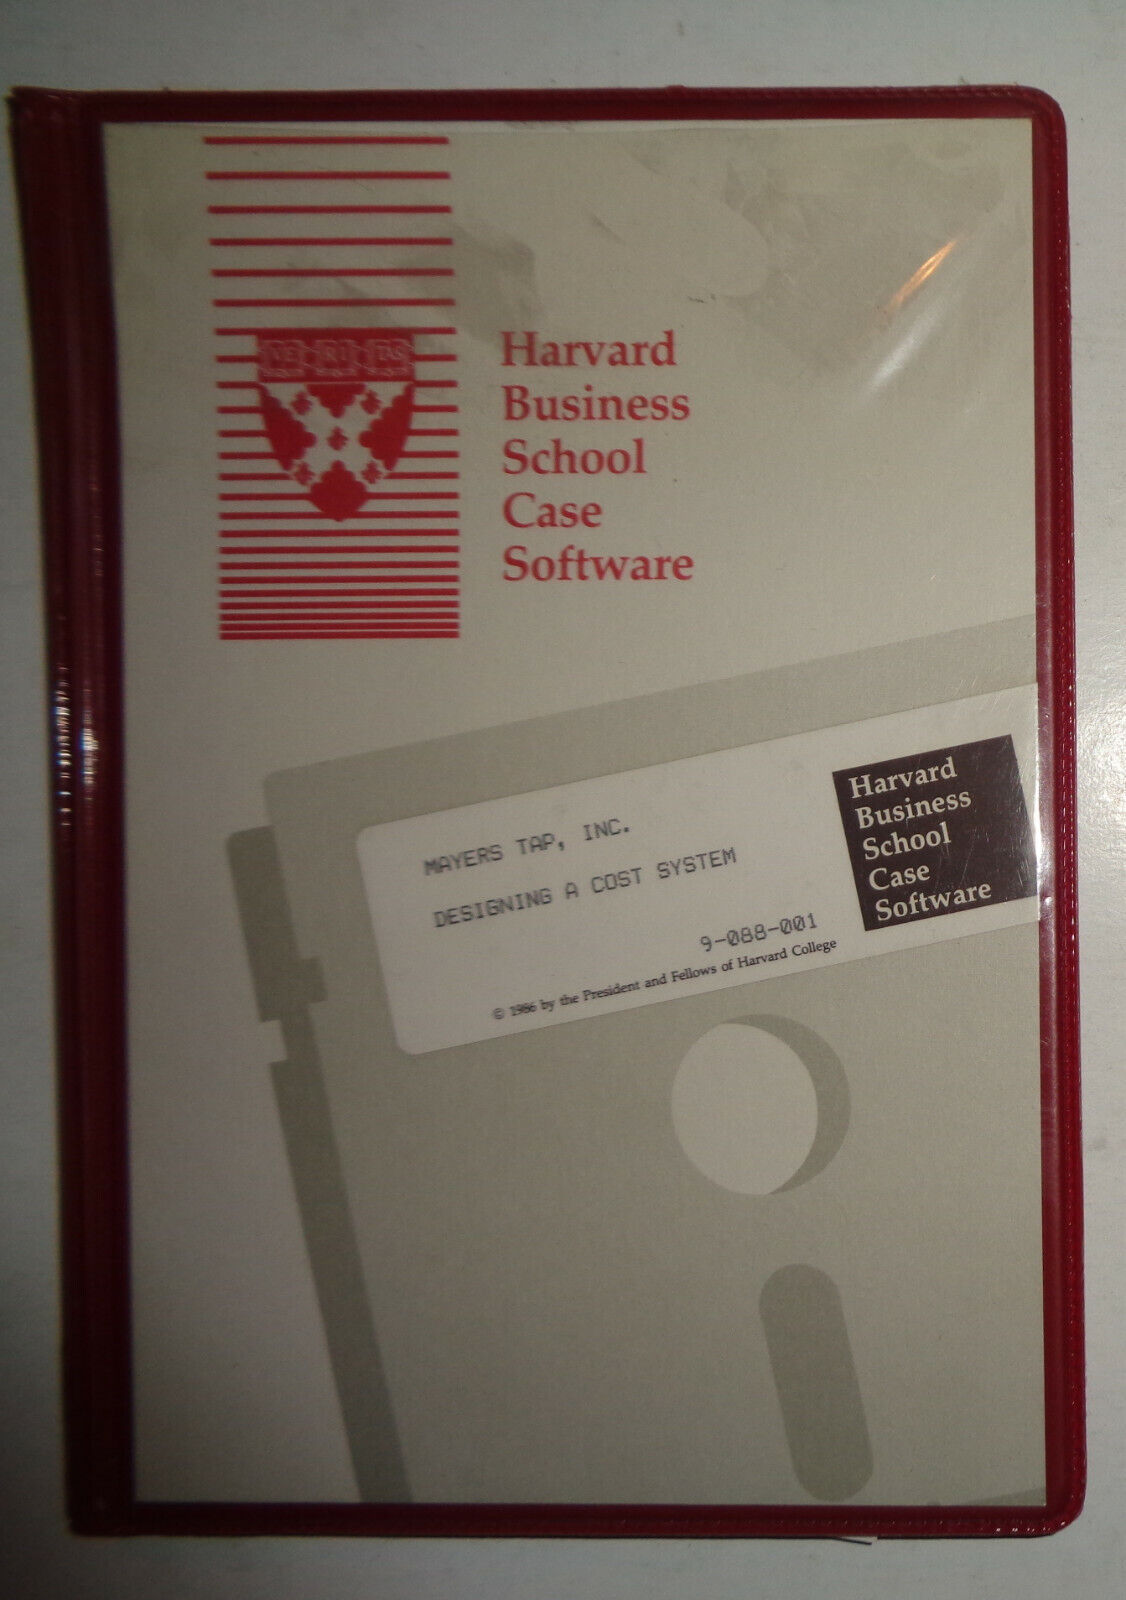 VE RI TAS
Harvard
Business
School
Case
Software
MAYERS TAP, INC.
DESIGNING A COST SYSTEM
9-088-001
© 1986 by the President and Fellows of Harvard College
Harvard
Business
School
Case
Software